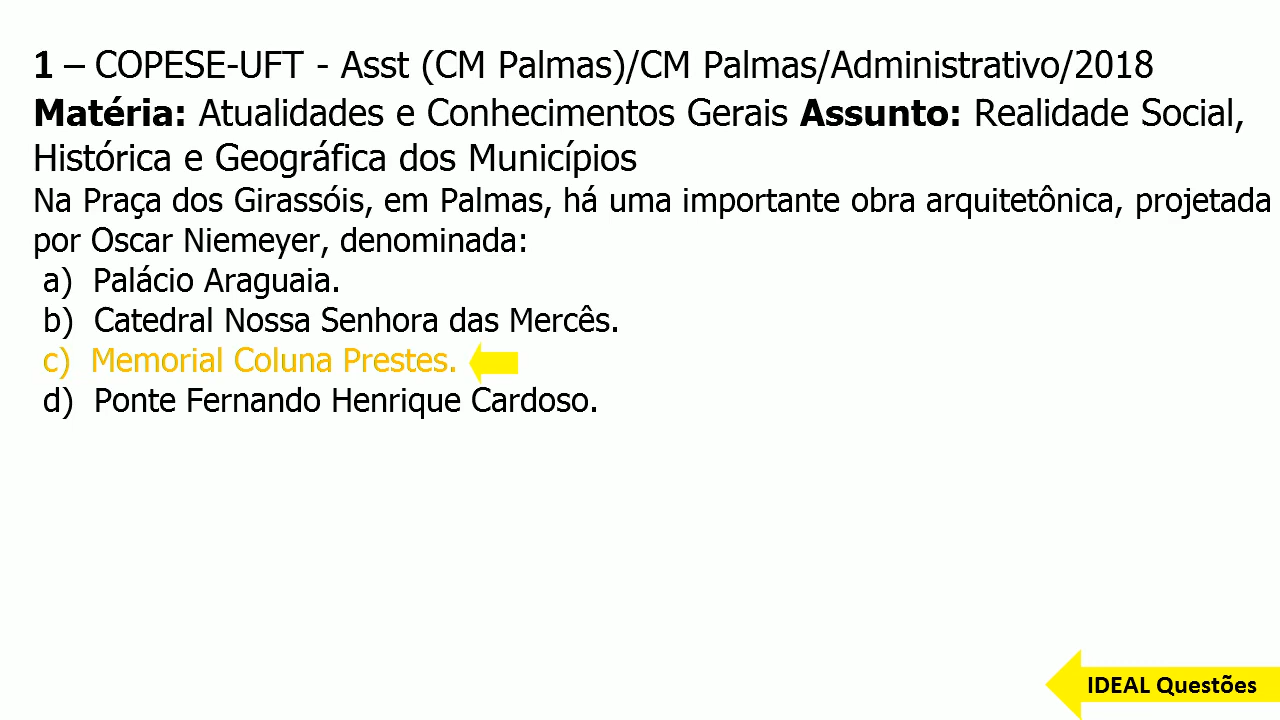 1 – COPESE-UFT - Asst (CM Palmas)/CM Palmas/Administrativo/2018
Matéria: Atualidades e Conhecimentos Gerais Assunto: Realidade Social,
Histórica e Geográfica dos Municípios
Na Praça dos Girassóis, em Palmas, há uma importante obra arquitetônica, projetada
por Oscar Niemeyer, denominada:
a) Palácio Araguaia.
b) Catedral Nossa Senhora das Mercês.
c) Memorial Coluna Prestes.
d) Ponte Fernando Henrique Cardoso.
IDEAL Questões